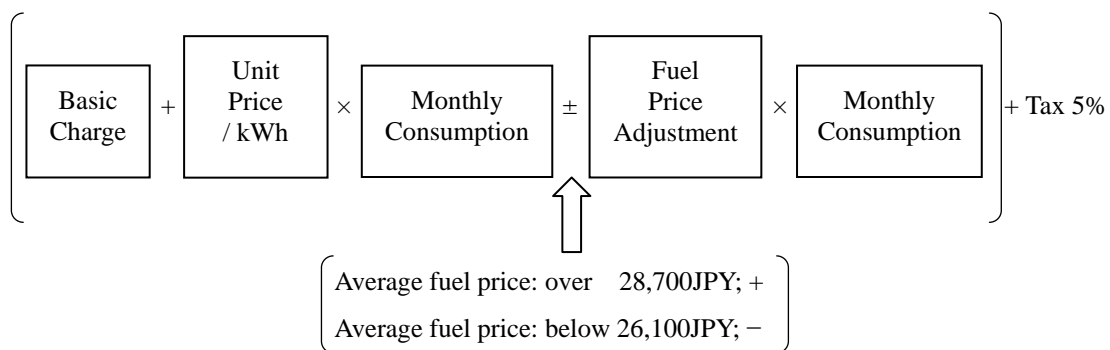 Basic
Charge
+
Unit
Price
/ kWh
×
Monthly
Consumption
±
Fuel
Price
Adjustment
×
Monthly
Consumption
+ Tax 5%
Average fuel price: over 28,700JPY; +
Average fuel price: below 26,100JPY; −